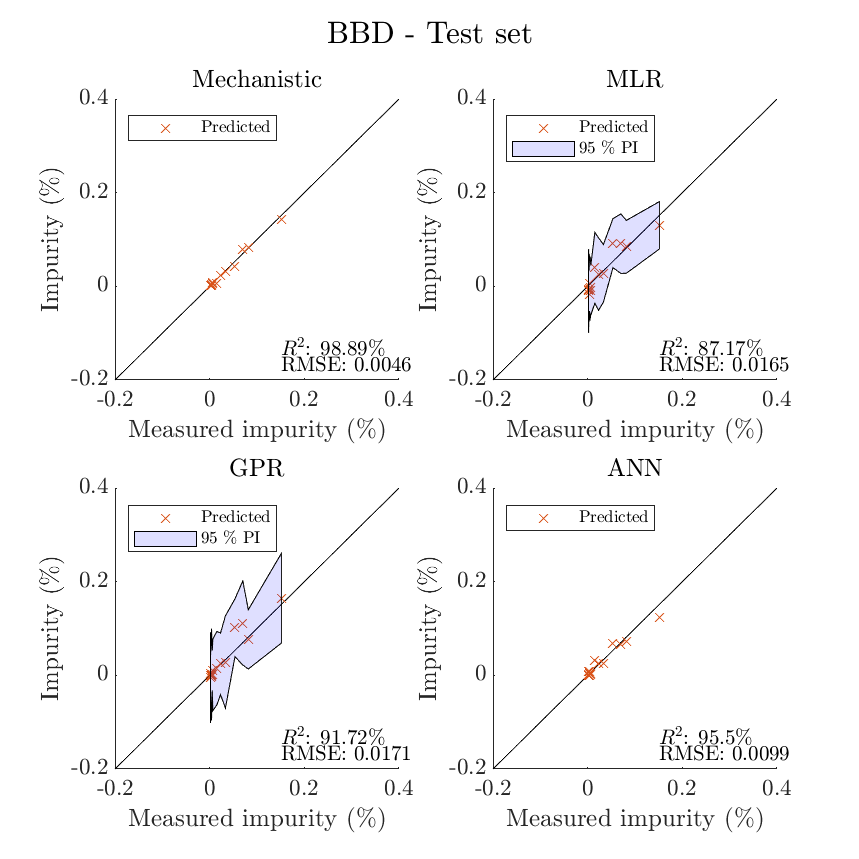 BBD - Test set
Mechanistic
0.4
0.2
0
-0.2
Impurity (%)
Predicted
R²: 98.89%
RMSE: 0.0046
-0.2 0 0.2 0.4
Measured impurity (%)
MLR
0.4
0.2
0
-0.2
Impurity (%)
Predicted
95 % PI
R²: 87.17%
RMSE: 0.0165
-0.2 0 0.2 0.4
Measured impurity (%)
GPR
0.4
0.2
0
-0.2
Impurity (%)
Predicted
95 % PI
R²: 91.72%
RMSE: 0.0171
-0.2 0 0.2 0.4
Measured impurity (%)
ANN
0.4
0.2
0
-0.2
Impurity (%)
Predicted
R²: 95.5%
RMSE: 0.0099
-0.2 0 0.2 0.4
Measured impurity (%)